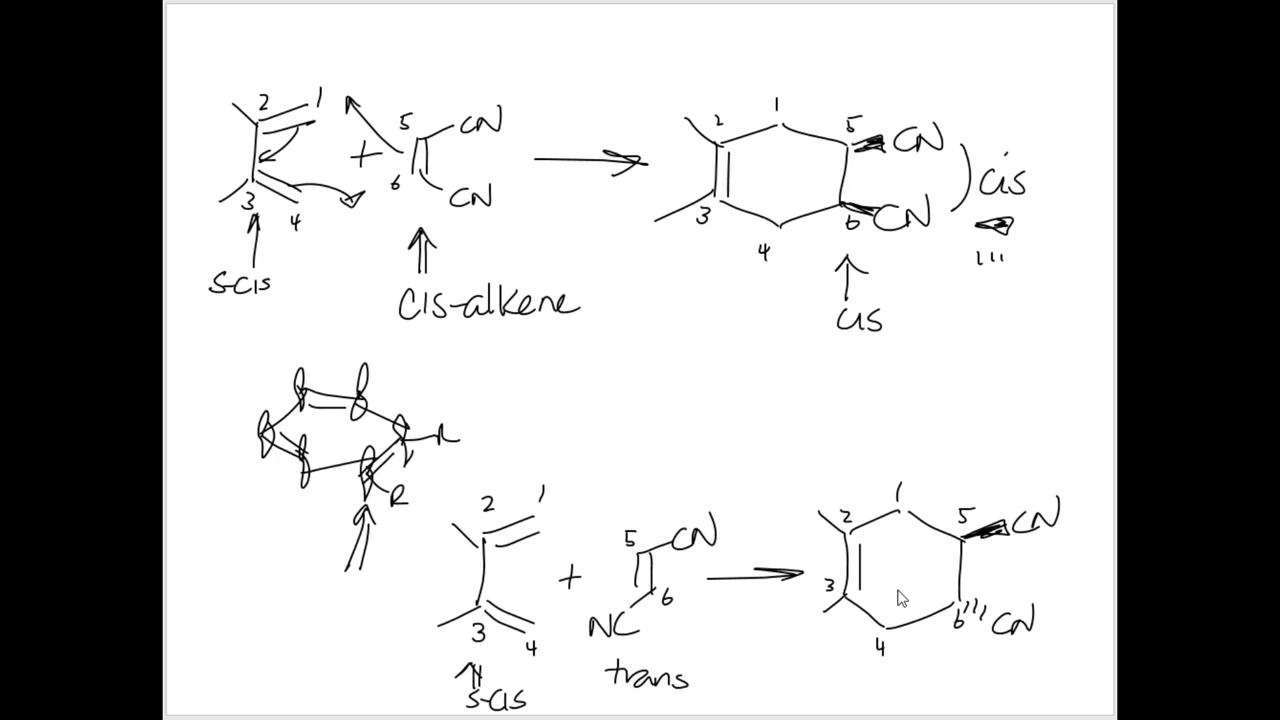 2 1
5 CN
+
6 CN
3 4
S-cis
cis-alkene
1
2 5 CN
3 6 CN
4
) cis
cis
R
R
2 1
5 CN
+
6
NC
3 4
s-cis
trans
1
2 5 CN
3 6 CN
4